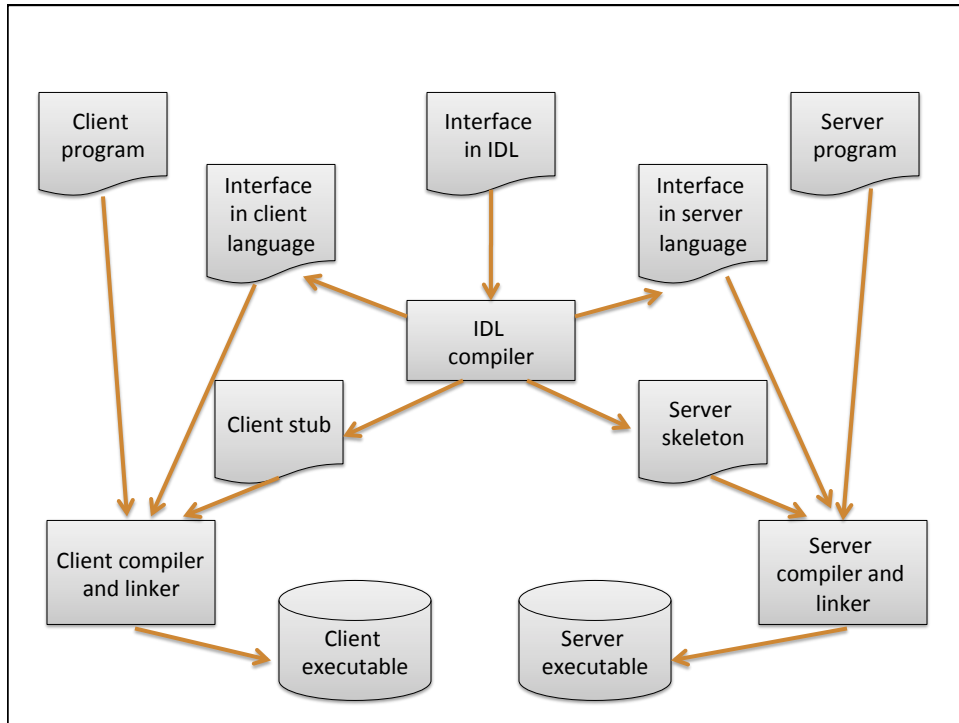 Client
program
Interface
in IDL
Server
program
Interface
in client
language
Interface
in server
language
IDL
compiler
Client stub
Server
skeleton
Client compiler
and linker
Server
compiler and
linker
Client
executable
Server
executable